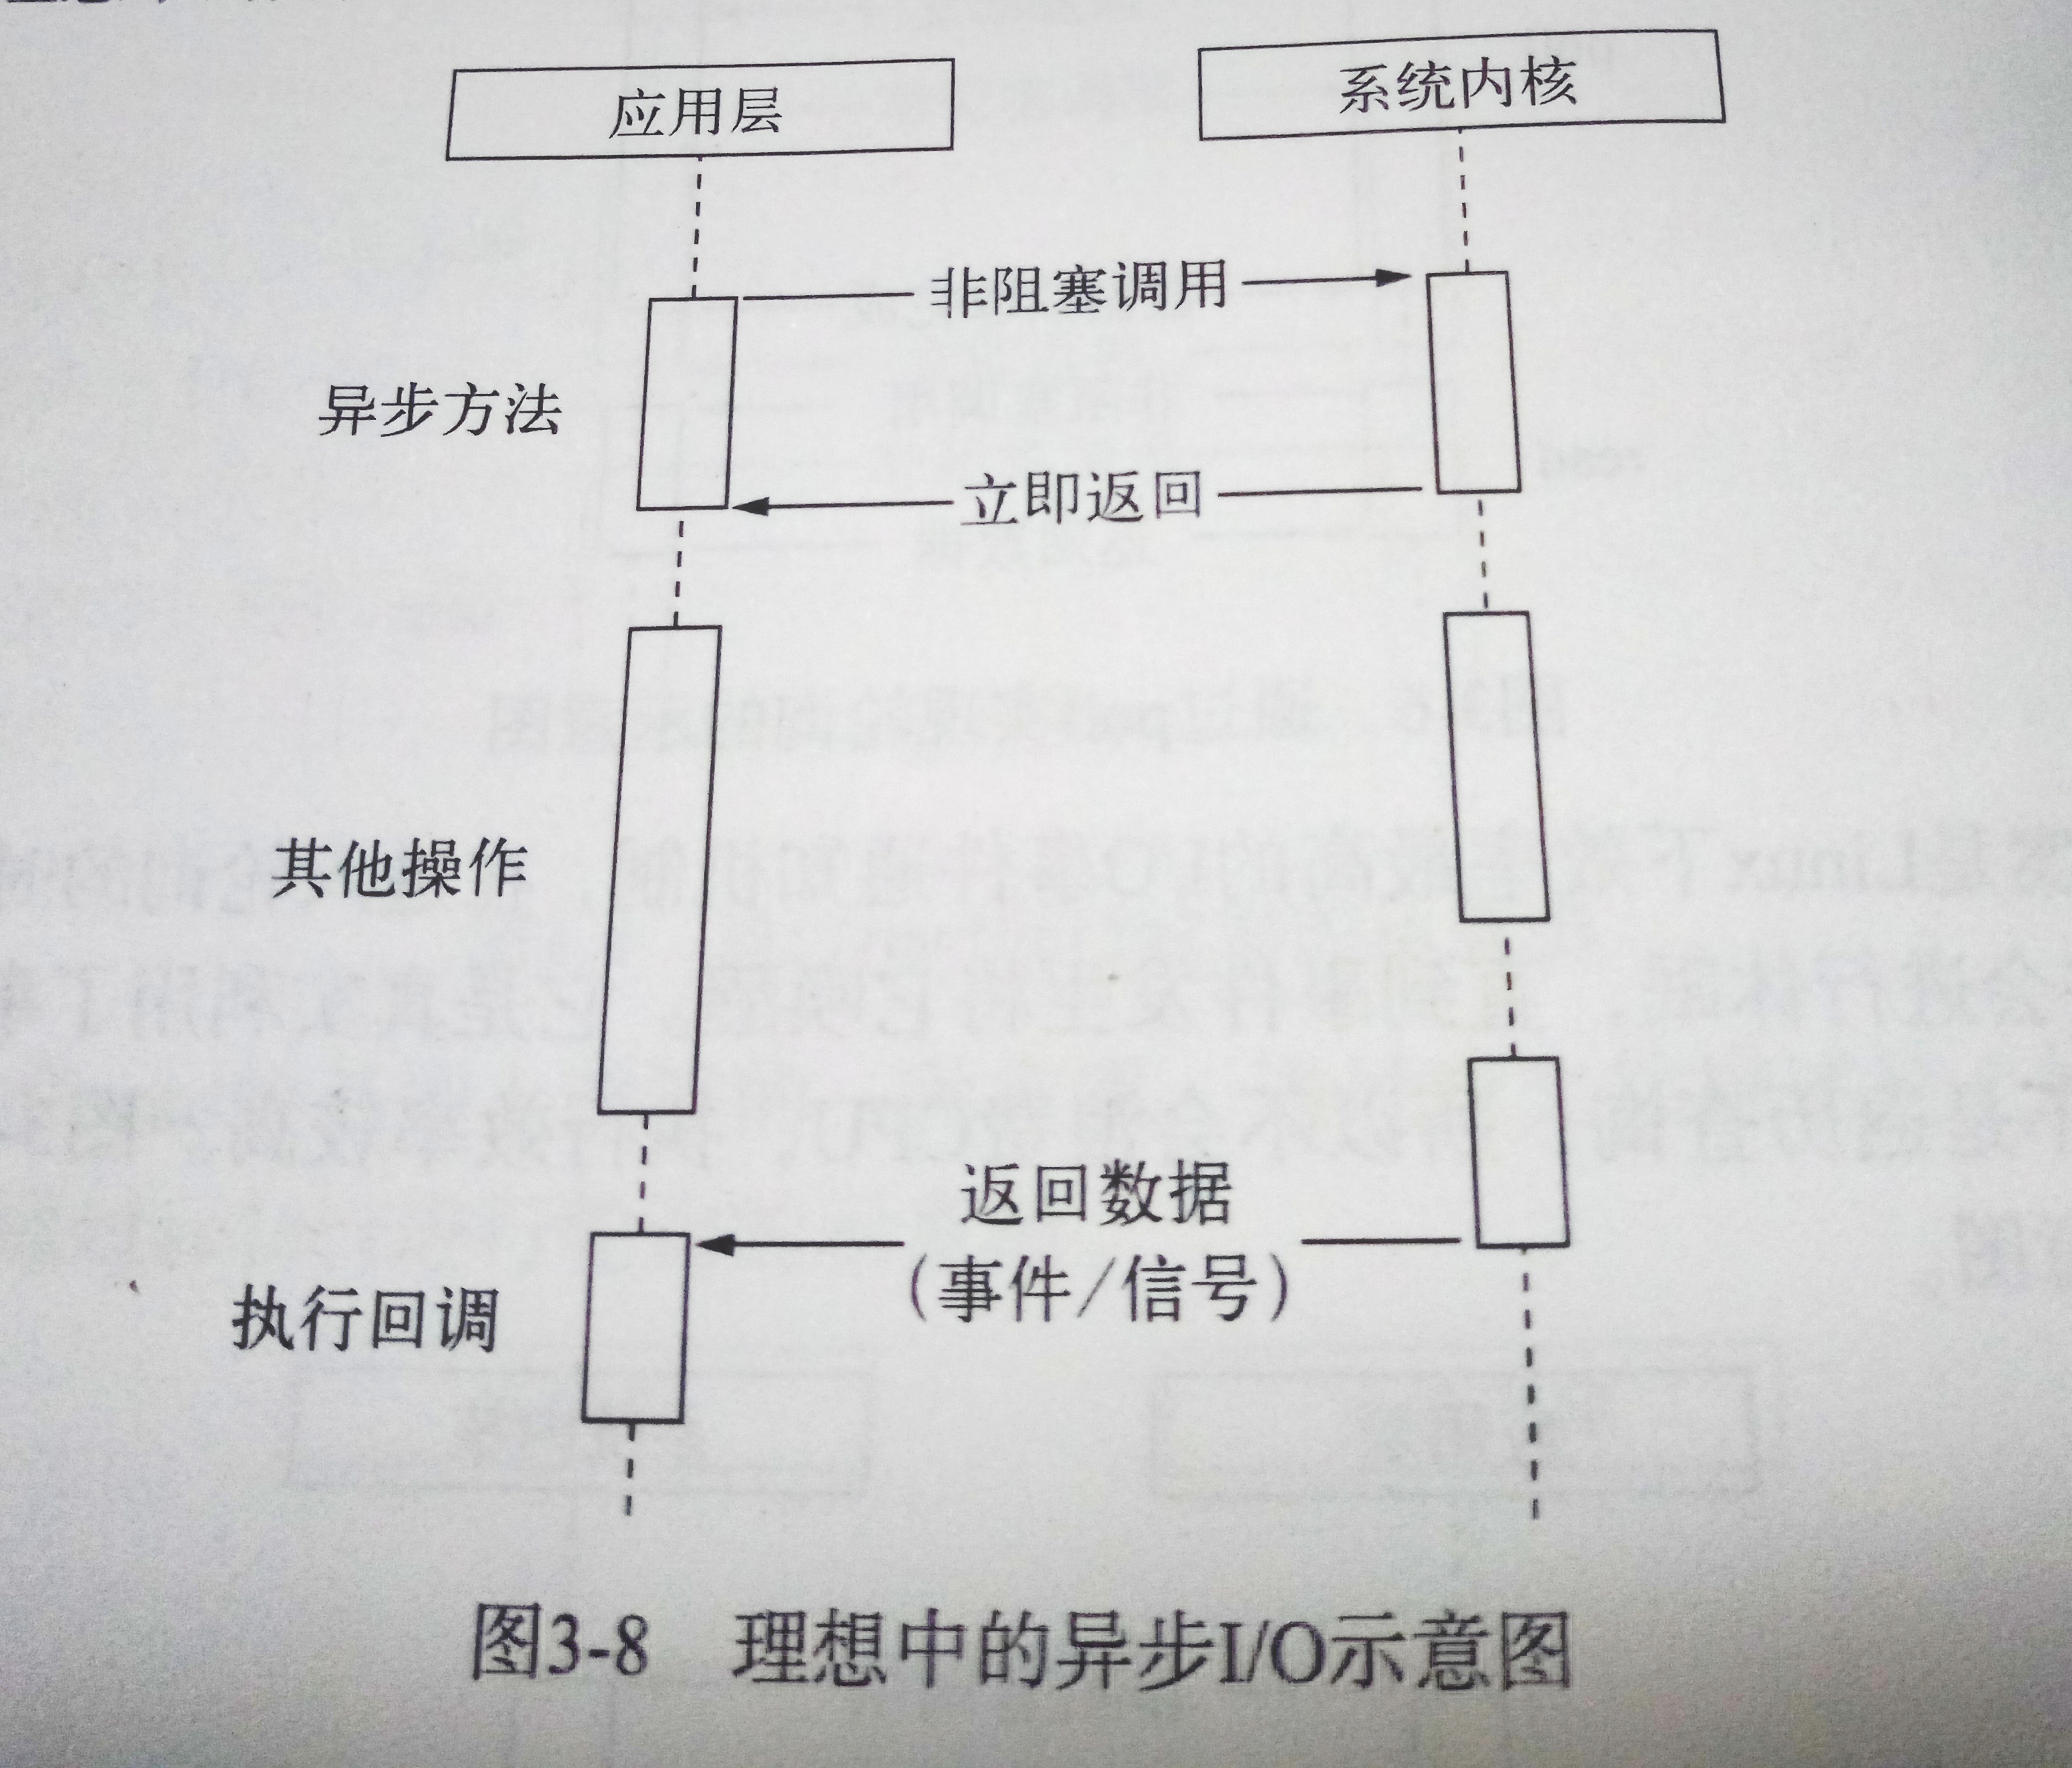 应用层
系统内核
非阻塞调用
异步方法
立即返回
其他操作
返回数据
(事件/信号)
执行回调
图3-8 理想中的异步I/O示意图